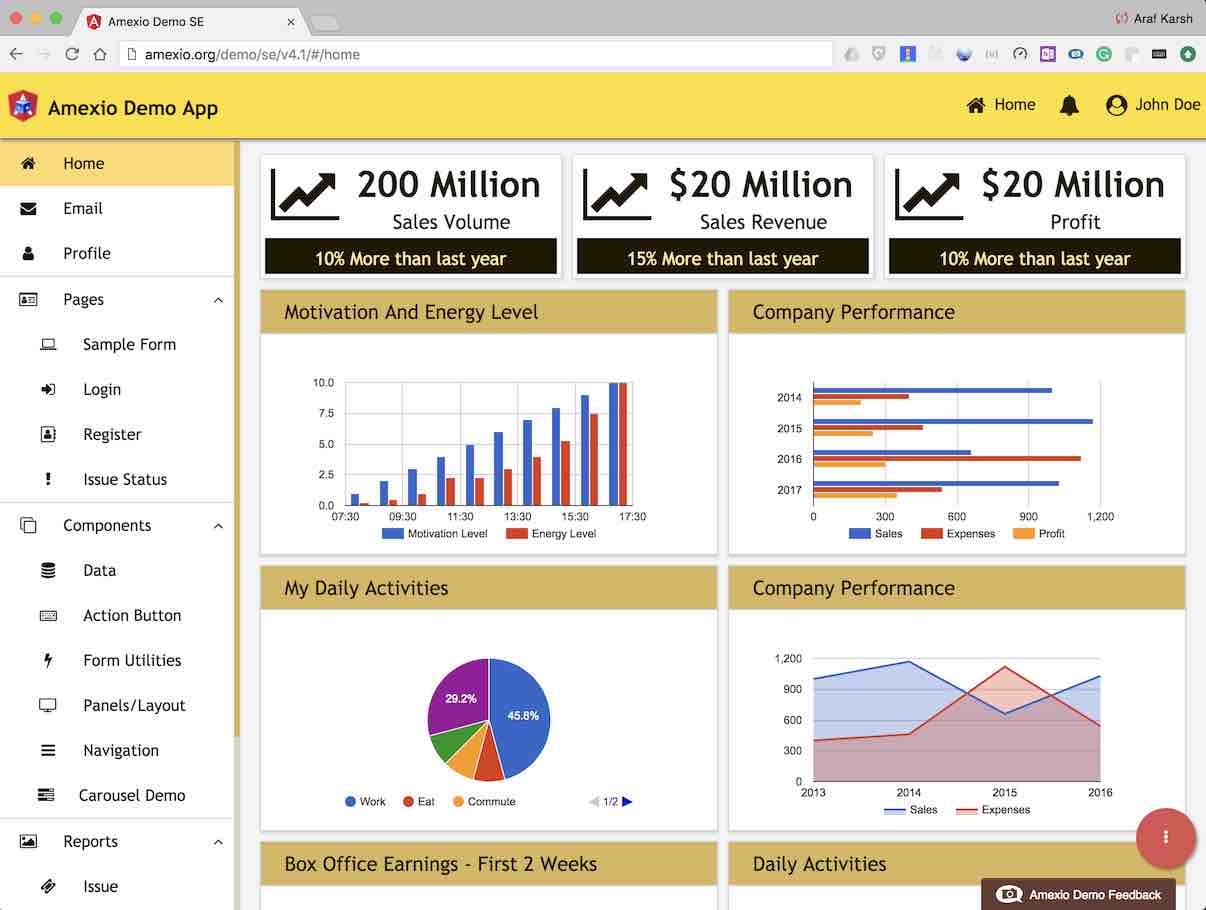 Amexio Demo SE
Araf Karsh
amexio.org/demo/se/v4.1/#/home
Amexio Demo App
Home
John Doe
Home
Email
Profile
Pages
Sample Form
Login
Register
Issue Status
Components
Data
Action Button
Form Utilities
Panels/Layout
Navigation
Carousel Demo
Reports
Issue
200 Million
Sales Volume
10% More than last year
$20 Million
Sales Revenue
15% More than last year
$20 Million
Profit
10% More than last year
Motivation And Energy Level
10.0
7.5
5.0
2.5
0.0
07:30 09:30 11:30 13:30 15:30 17:30
Motivation Level Energy Level
Company Performance
2014
2015
2016
2017
0 300 600 900 1,200
Sales Expenses Profit
My Daily Activities
29.2%
45.8%
Work Eat Commute 1/2
Company Performance
1,200
900
600
300
0
2013 2014 2015 2016
Sales Expenses
Box Office Earnings - First 2 Weeks
Daily Activities
Amexio Demo Feedback